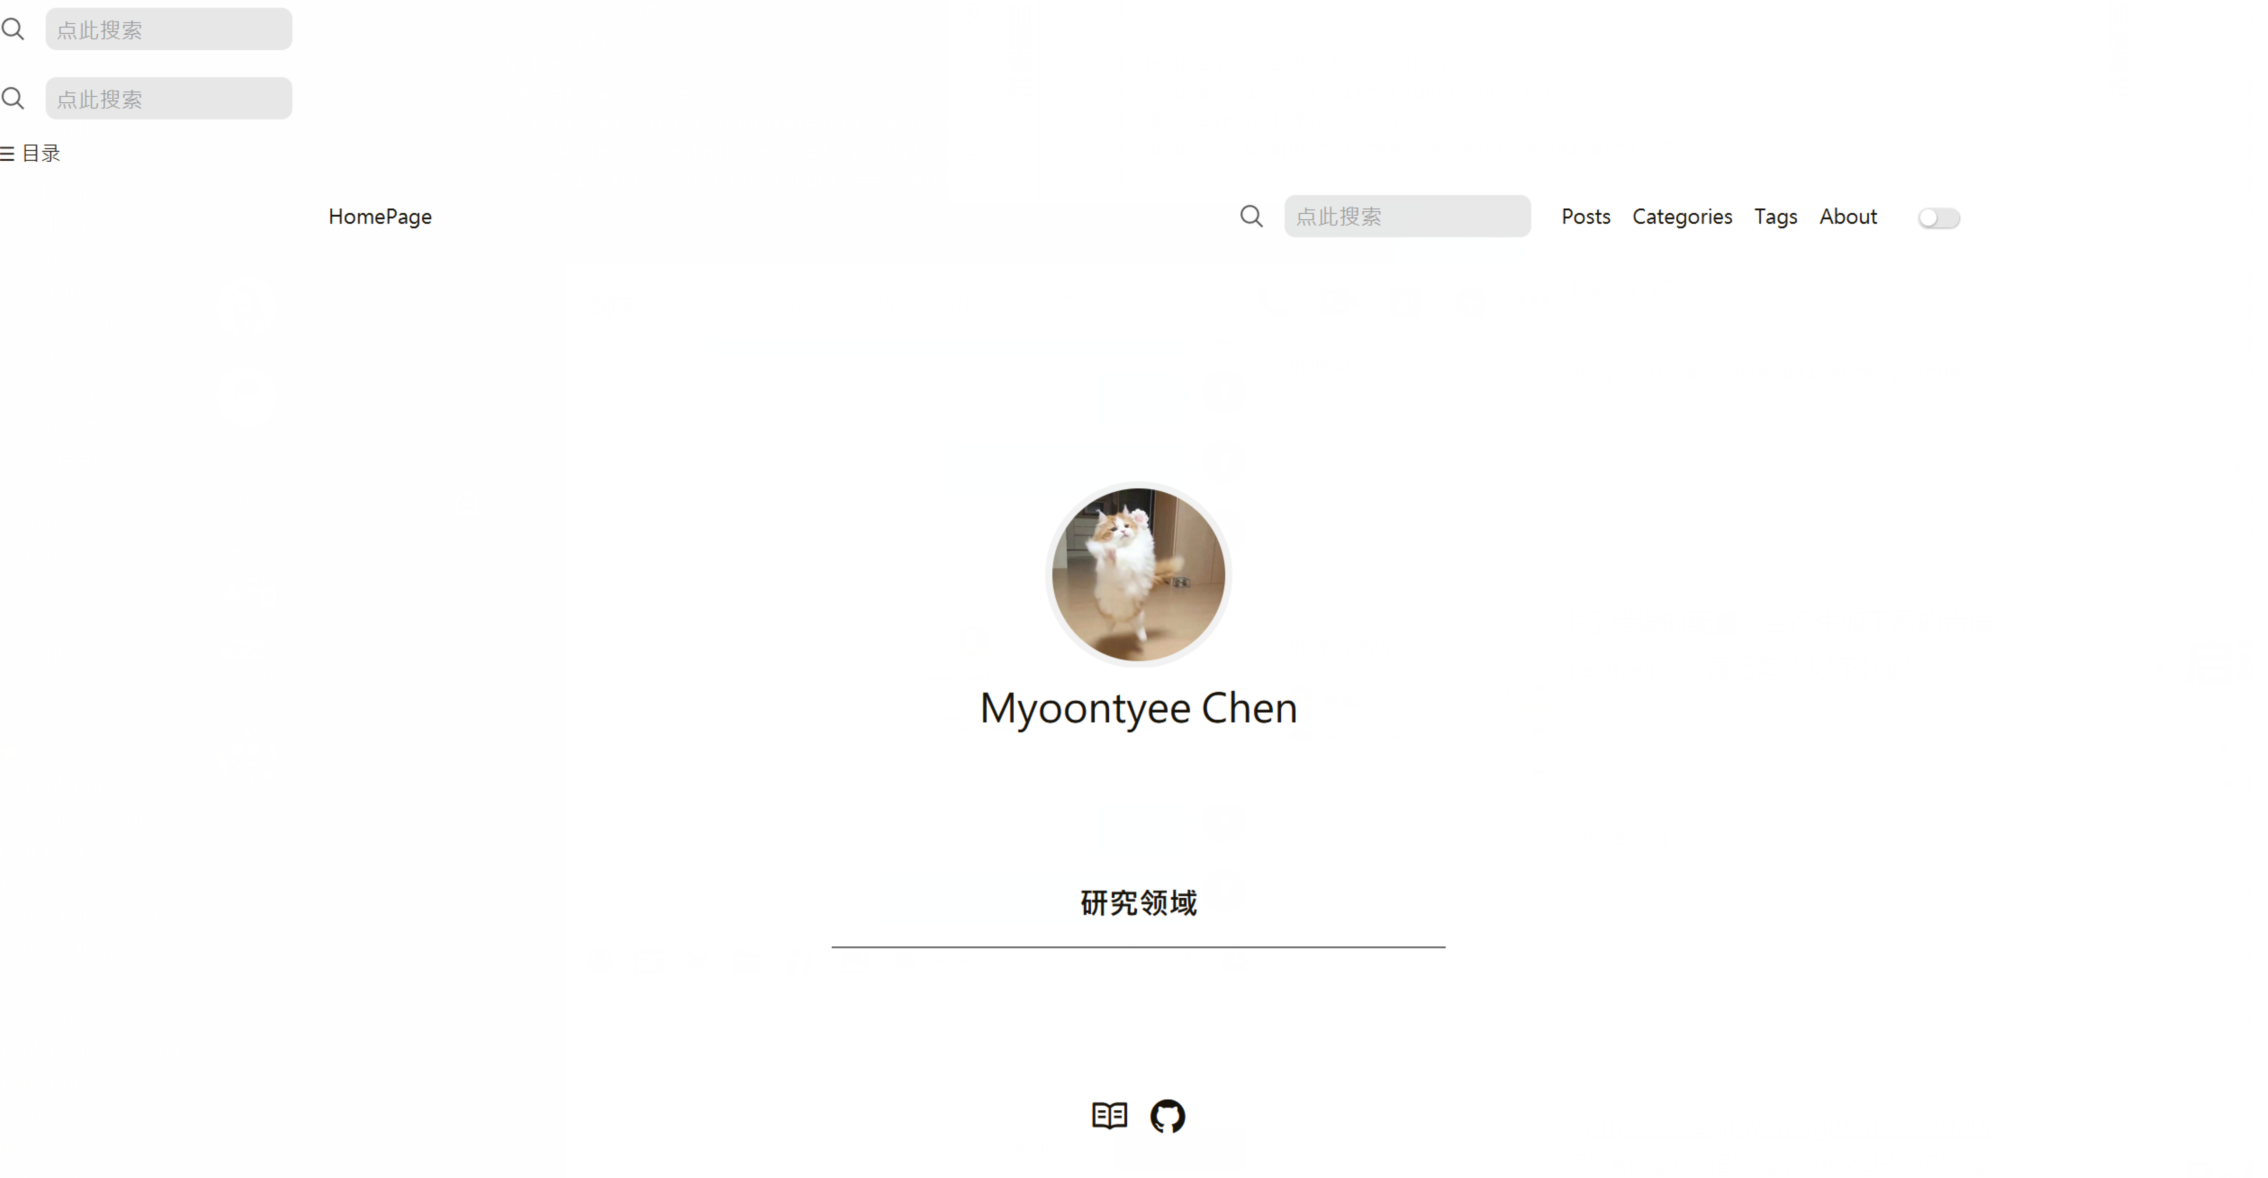 点此搜索
点此搜索
目录
HomePage
点此搜索
Posts
Categories
Tags
About
Myoontyee Chen
研究领域